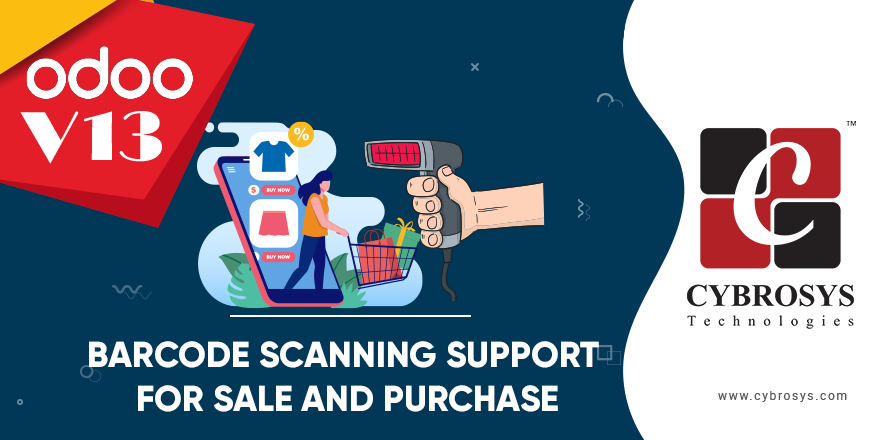 odoo
V13
%
$ BUY NOW
BUY NOW
BARCODE SCANNING SUPPORT
FOR SALE AND PURCHASE
C
TM
CYBROSYS
Technologies
www.cybrosys.com